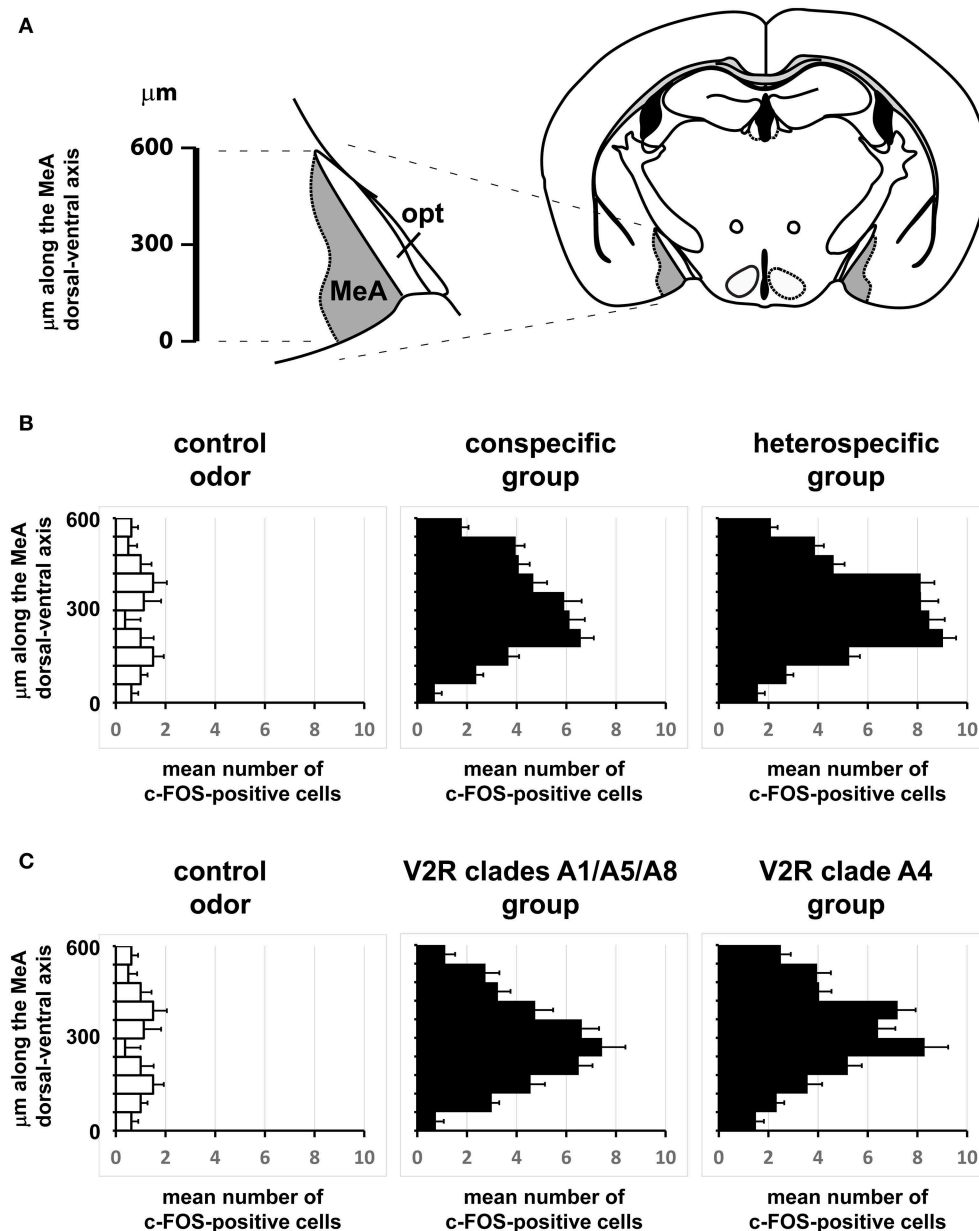 A
μm
600
300
0
μm along the MeA
dorsal-ventral axis
opt
MeA
B
control
odor
conspecific
group
heterospecific
group
μm along the MeA
dorsal-ventral axis
600
300
0
0 2 4 6 8 10
0 2 4 6 8 10
0 2 4 6 8 10
mean number of
c-FOS-positive cells
mean number of
c-FOS-positive cells
mean number of
c-FOS-positive cells
C
control
odor
V2R clades A1/A5/A8
group
V2R clade A4
group
μm along the MeA
dorsal-ventral axis
600
300
0
0 2 4 6 8 10
0 2 4 6 8 10
0 2 4 6 8 10
mean number of
c-FOS-positive cells
mean number of
c-FOS-positive cells
mean number of
c-FOS-positive cells